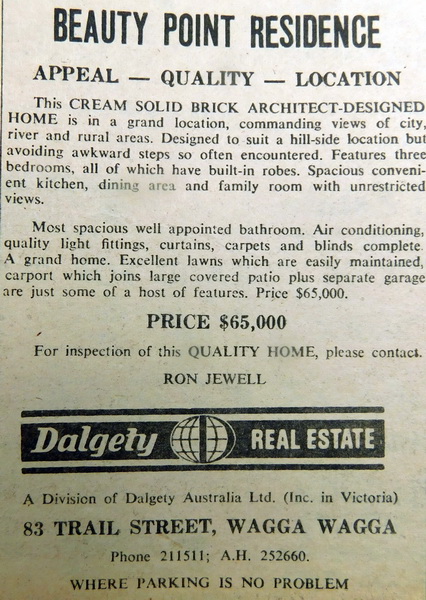 BEAUTY POINT RESIDENCE
APPEAL — QUALITY — LOCATION
This CREAM SOLID BRICK ARCHITECT-DESIGNED
HOME is in a grand location, commanding views of city,
river and rural areas. Designed to suit a hill-side location but
avoiding awkward steps so often encountered. Features three
bedrooms, all of which have built-in robes. Spacious conveni-
ent kitchen, dining area and family room with unrestricted
views.
Most spacious well appointed bathroom. Air conditioning,
quality light fittings, curtains, carpets and blinds complete.
A grand home. Excellent lawns which are easily maintained,
carport which joins large covered patio plus separate garage
are just some of a host of features. Price $65,000.
PRICE $65,000
For inspection of this QUALITY HOME, please contact.
RON JEWELL
Dalgety REAL ESTATE
A Division of Dalgety Australia Ltd. (Inc. in Victoria)
83 TRAIL STREET, WAGGA WAGGA
Phone 211511; A.H. 252660.
WHERE PARKING IS NO PROBLEM